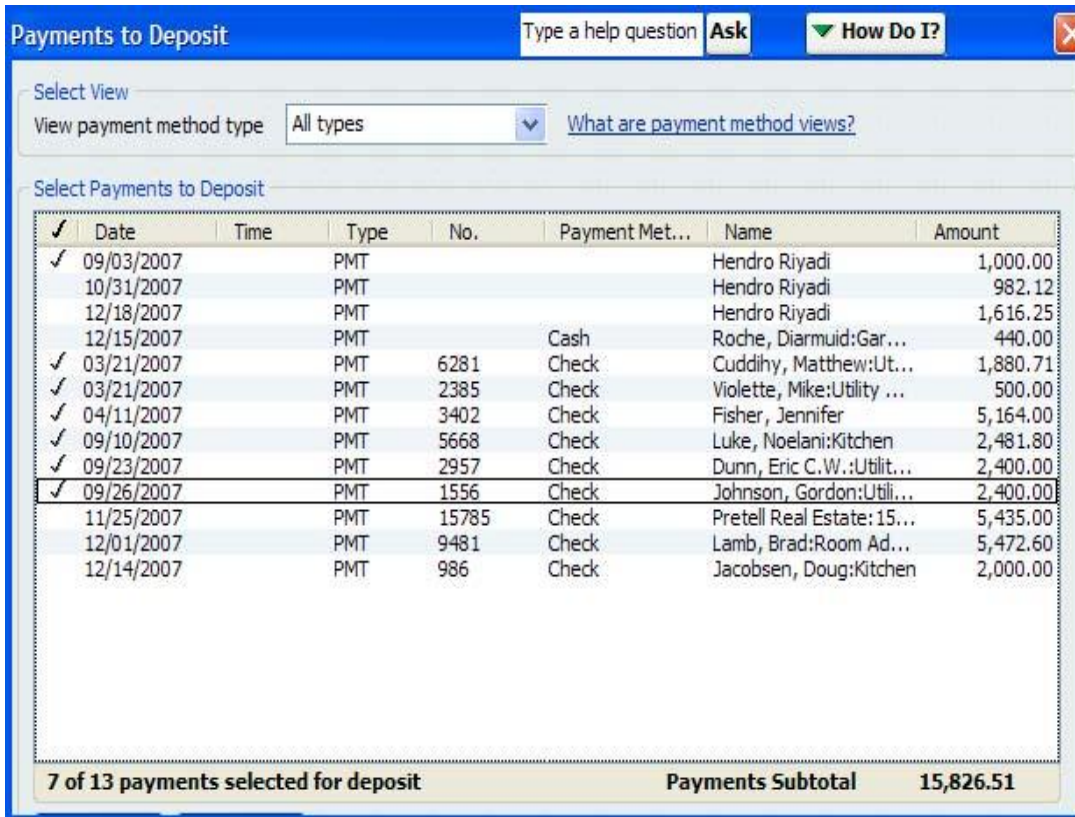 Payments to Deposit Type a help question Ask How Do I?
Select View
View payment method type All types What are payment method views?
Select Payments to Deposit
Date Time Type No. Payment Met... Name Amount
09/03/2007 PMT Hendro Riyadi 1,000.00
10/31/2007 PMT Hendro Riyadi 982.12
12/18/2007 PMT Hendro Riyadi 1,616.25
12/15/2007 PMT Cash Roche, Diarmuid:Gar... 440.00
03/21/2007 PMT 6281 Check Cuddihy, Matthew:Ut... 1,880.71
03/21/2007 PMT 2385 Check Violette, Mike:Utility ... 500.00
04/11/2007 PMT 3402 Check Fisher, Jennifer 5,164.00
09/10/2007 PMT 5668 Check Luke, Noelani:Kitchen 2,481.80
09/23/2007 PMT 2957 Check Dunn, Eric C.W.:Utilit... 2,400.00
09/26/2007 PMT 1556 Check Johnson, Gordon:Utili... 2,400.00
11/25/2007 PMT 15785 Check Pretell Real Estate:15... 5,435.00
12/01/2007 PMT 9481 Check Lamb, Brad:Room Ad... 5,472.60
12/14/2007 PMT 986 Check Jacobsen, Doug:Kitchen 2,000.00
7 of 13 payments selected for deposit Payments Subtotal 15,826.51